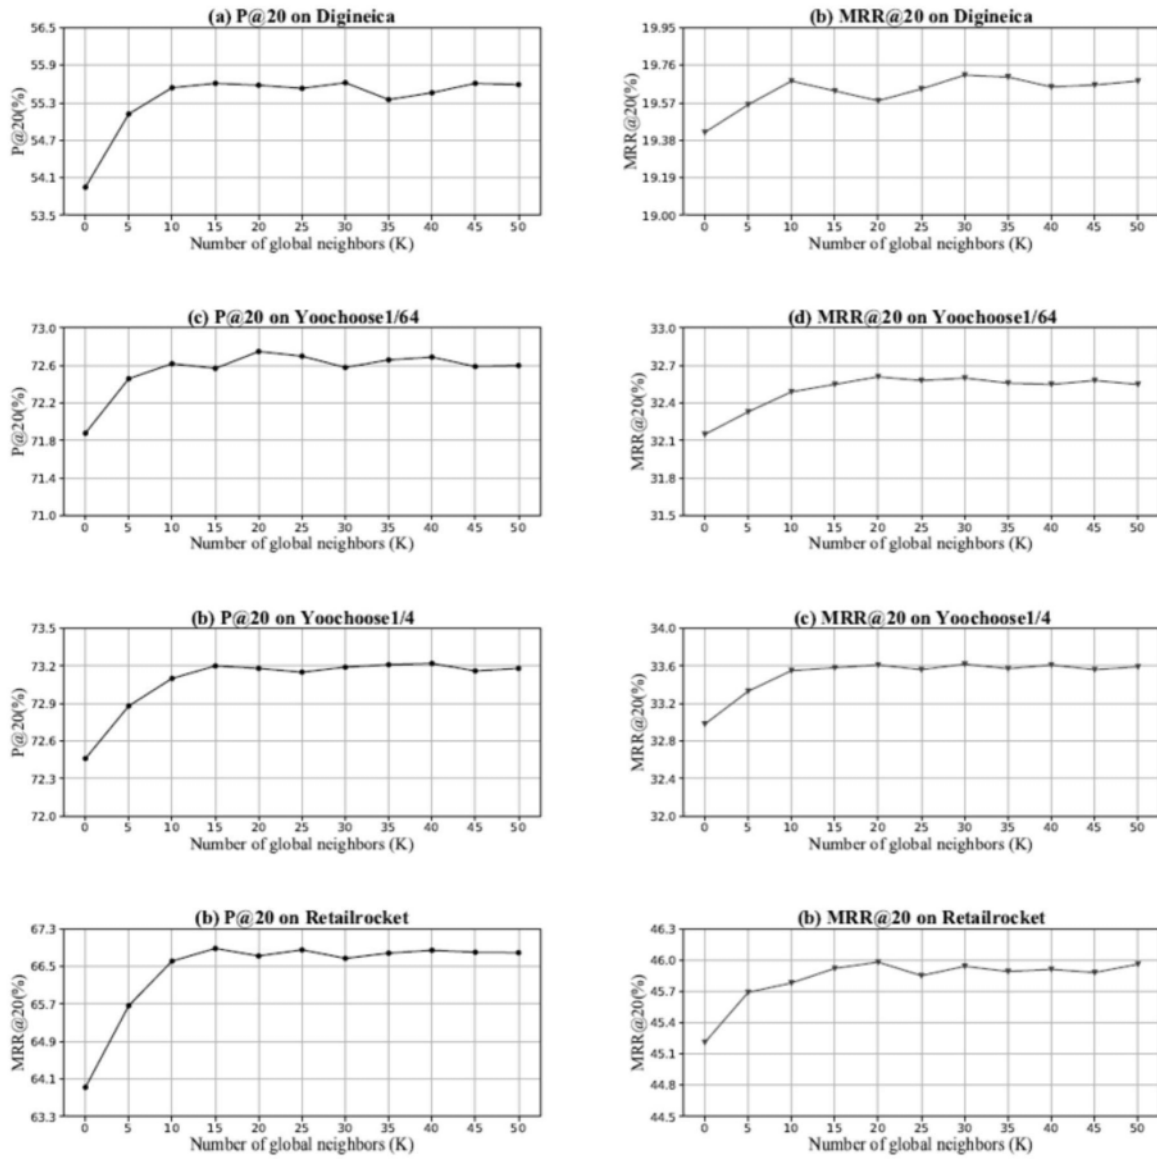 (a) P@20 on Digineica
P@20(%)
56.5
55.9
55.3
54.7
54.1
53.5
0 5 10 15 20 25 30 35 40 45 50
Number of global neighbors (K)
(b) MRR@20 on Digineica
MRR@20(%)
19.95
19.76
19.57
19.38
19.19
19.00
0 5 10 15 20 25 30 35 40 45 50
Number of global neighbors (K)
(c) P@20 on Yoochoose1/64
P@20(%)
73.0
72.6
72.2
71.8
71.4
71.0
0 5 10 15 20 25 30 35 40 45 50
Number of global neighbors (K)
(d) MRR@20 on Yoochoose1/64
MRR@20(%)
33.0
32.7
32.4
32.1
31.8
31.5
0 5 10 15 20 25 30 35 40 45 50
Number of global neighbors (K)
(b) P@20 on Yoochoose1/4
P@20(%)
73.5
73.2
72.9
72.6
72.3
72.0
0 5 10 15 20 25 30 35 40 45 50
Number of global neighbors (K)
(c) MRR@20 on Yoochoose1/4
MRR@20(%)
34.0
33.6
33.2
32.8
32.4
32.0
0 5 10 15 20 25 30 35 40 45 50
Number of global neighbors (K)
(b) P@20 on Retailrocket
MRR@20(%)
67.3
66.5
65.7
64.9
64.1
63.3
0 5 10 15 20 25 30 35 40 45 50
Number of global neighbors (K)
(b) MRR@20 on Retailrocket
MRR@20(%)
46.3
46.0
45.7
45.4
45.1
44.8
44.5
0 5 10 15 20 25 30 35 40 45 50
Number of global neighbors (K)